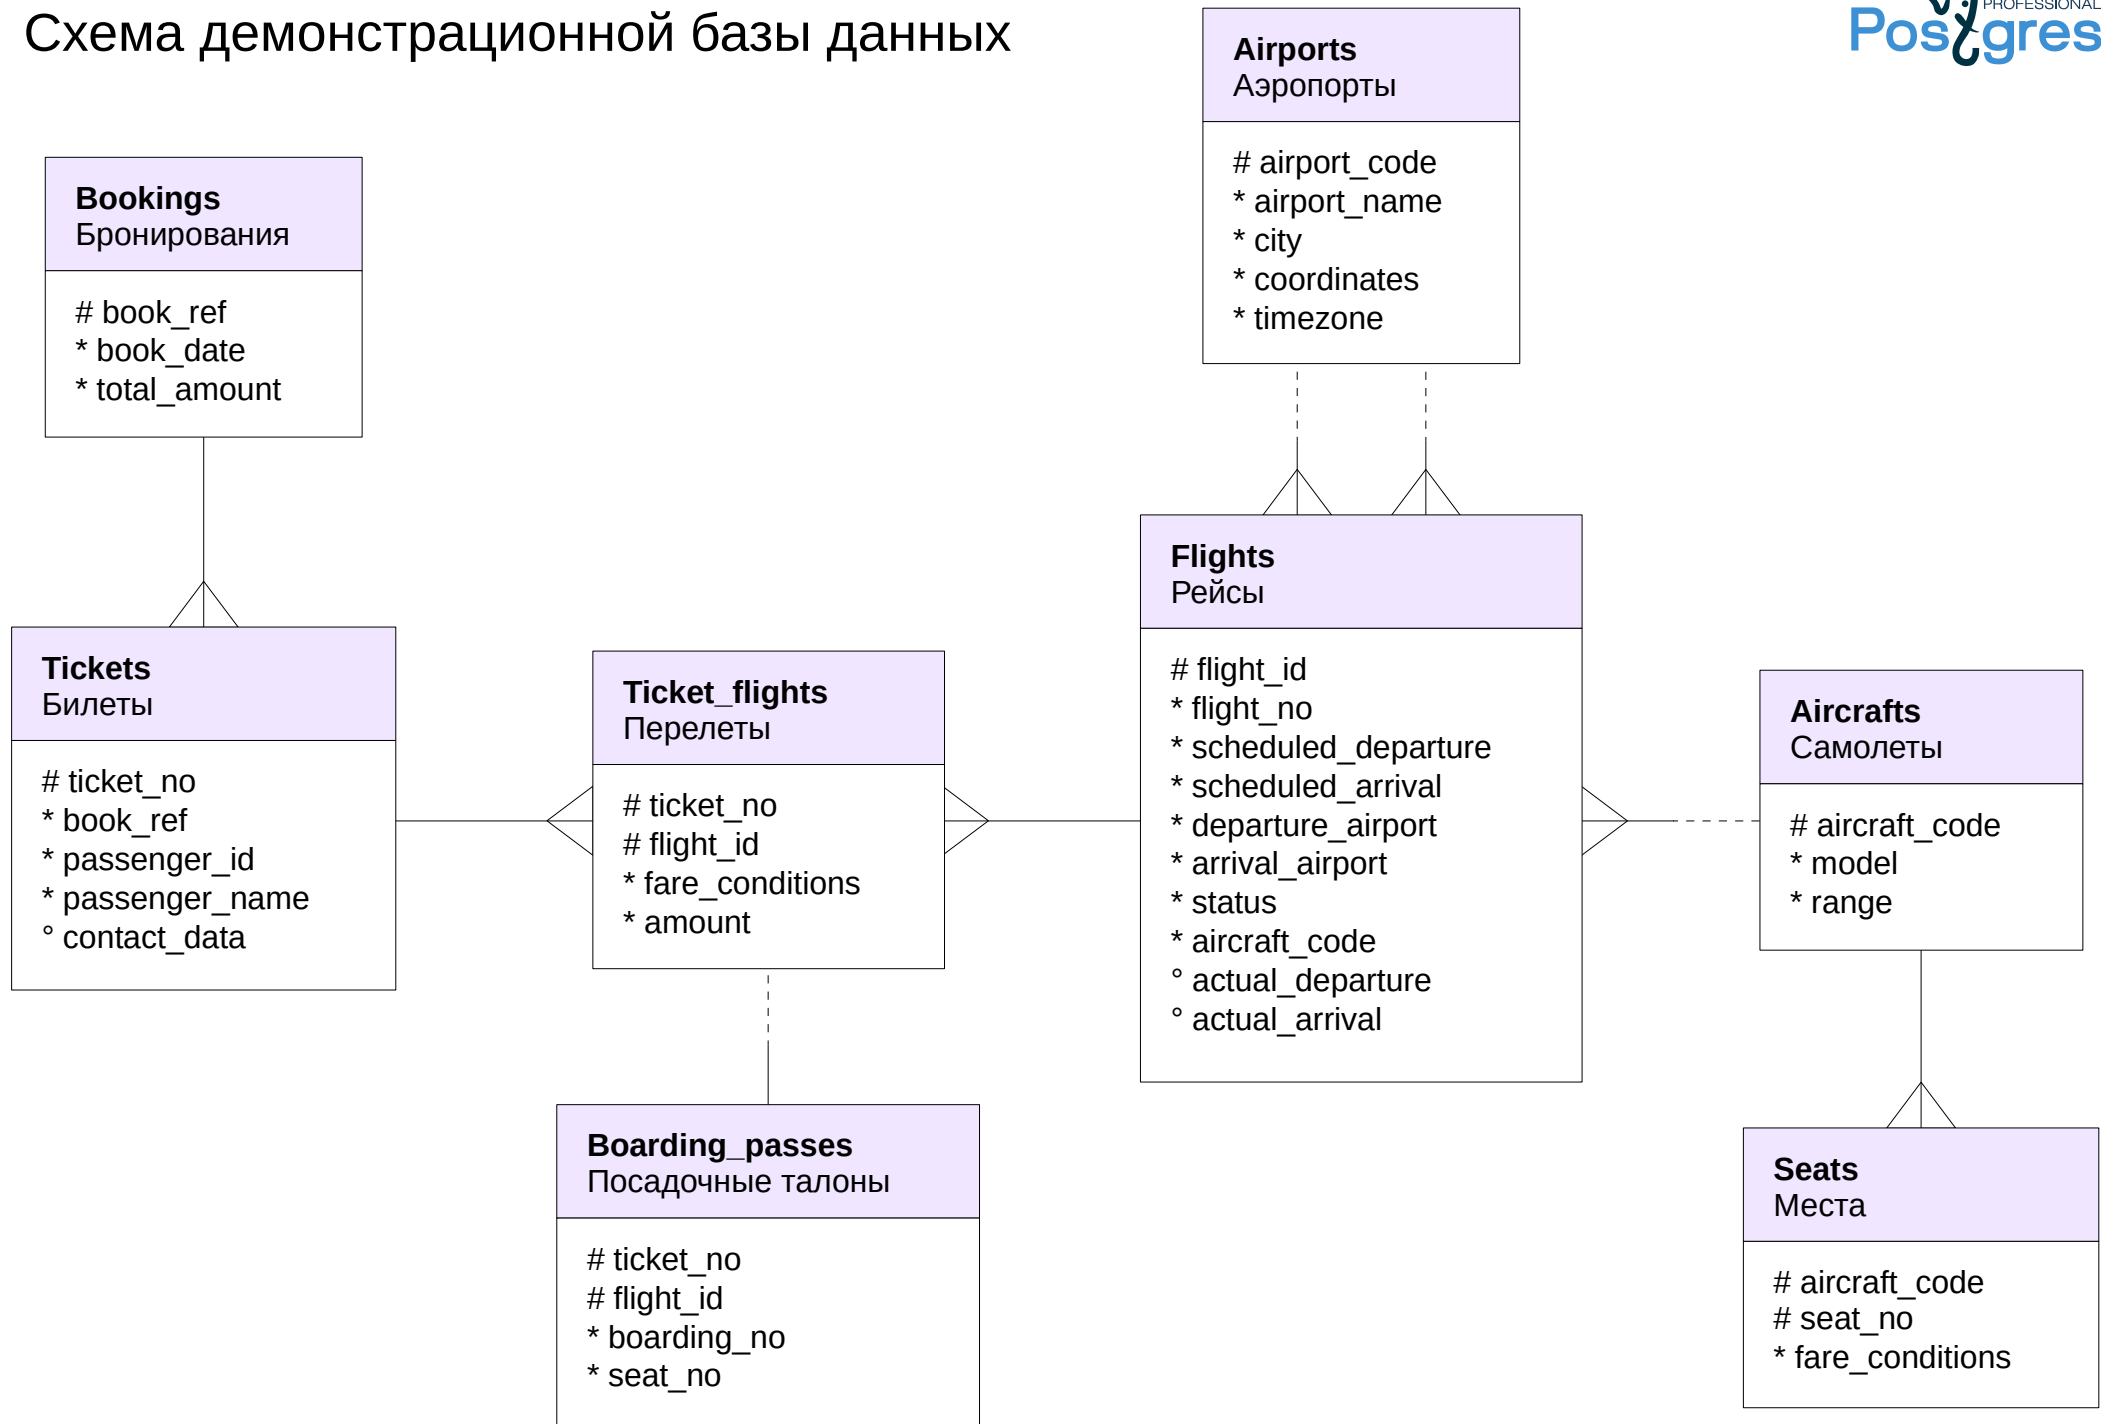 Схема демонстрационной базы данных
PROFESSIONAL
Postgres
Airports
Аэропорты
# airport_code
* airport_name
* city
* coordinates
* timezone
Bookings
Бронирования
# book_ref
* book_date
* total_amount
Flights
Рейсы
# flight_id
* flight_no
* scheduled_departure
* scheduled_arrival
* departure_airport
* arrival_airport
* status
* aircraft_code
° actual_departure
° actual_arrival
Tickets
Билеты
# ticket_no
* book_ref
* passenger_id
* passenger_name
° contact_data
Ticket_flights
Перелеты
# ticket_no
# flight_id
* fare_conditions
* amount
Aircrafts
Самолеты
# aircraft_code
* model
* range
Boarding_passes
Посадочные талоны
# ticket_no
# flight_id
* boarding_no
* seat_no
Seats
Места
# aircraft_code
# seat_no
* fare_conditions